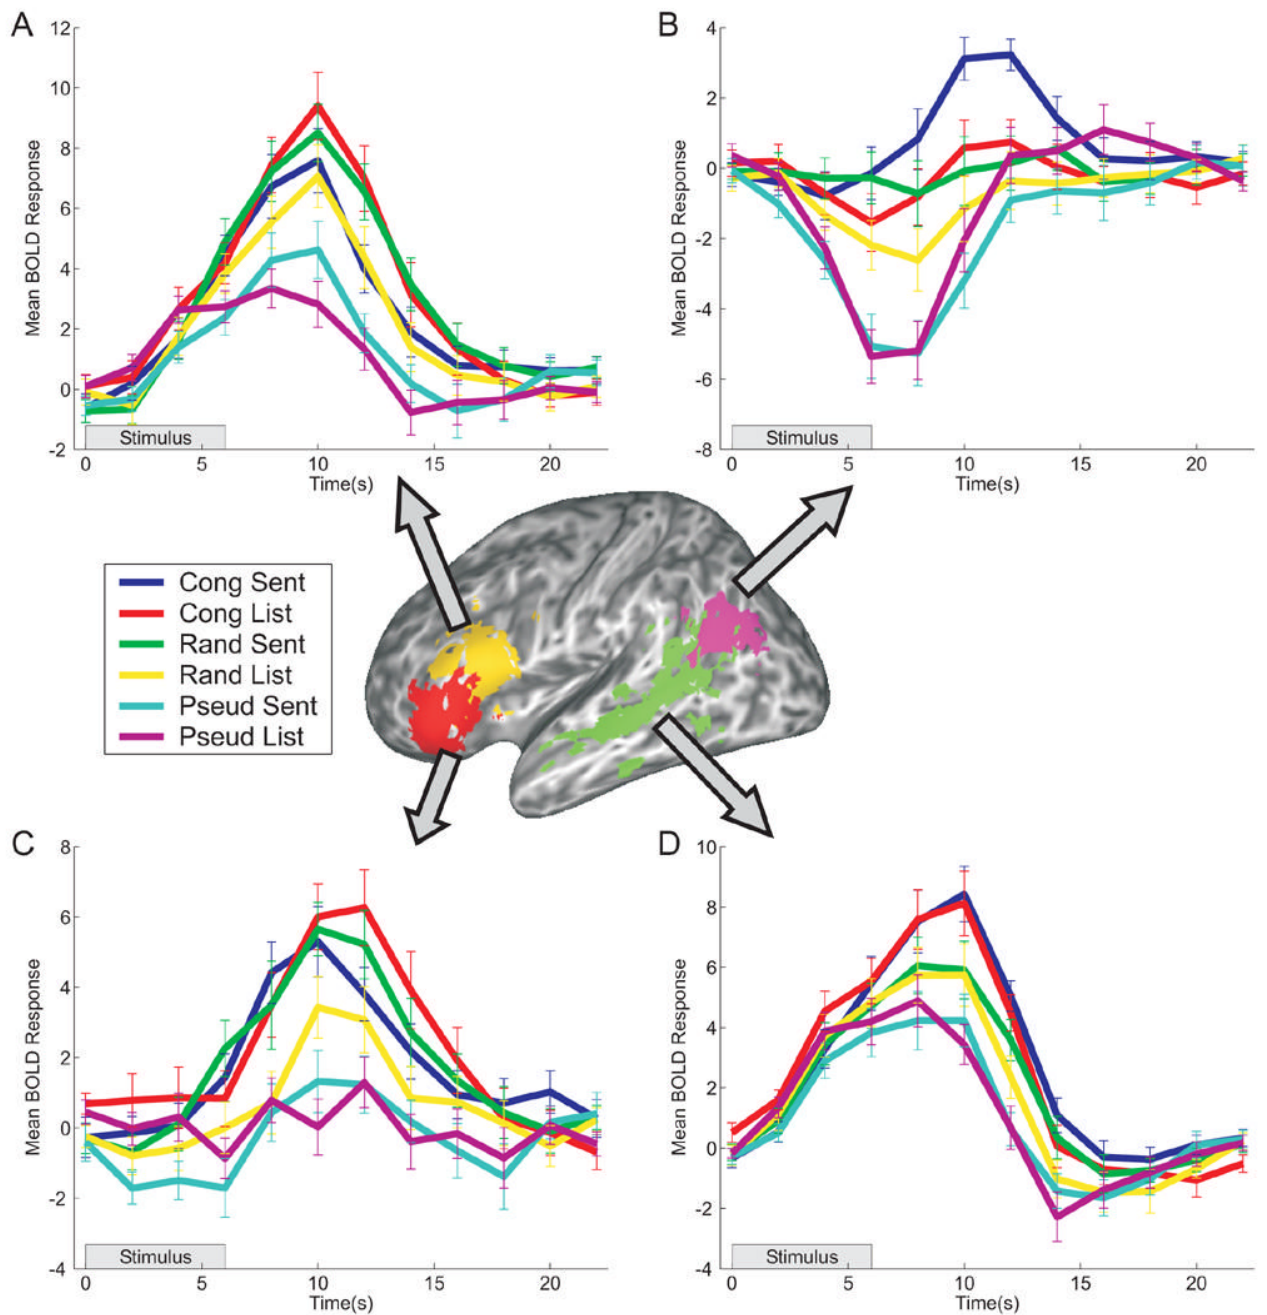 A
B
12
10
8
6
4
2
0
-2
Mean BOLD Response
Stimulus
0 5 10 15 20
Time(s)
4
2
0
-2
-4
-6
-8
Mean BOLD Response
Stimulus
0 5 10 15 20
Time(s)
Cong Sent
Cong List
Rand Sent
Rand List
Pseud Sent
Pseud List
C
D
8
6
4
2
0
-2
-4
Mean BOLD Response
Stimulus
0 5 10 15 20
Time(s)
10
8
6
4
2
0
-2
-4
Mean BOLD Response
Stimulus
0 5 10 15 20
Time(s)